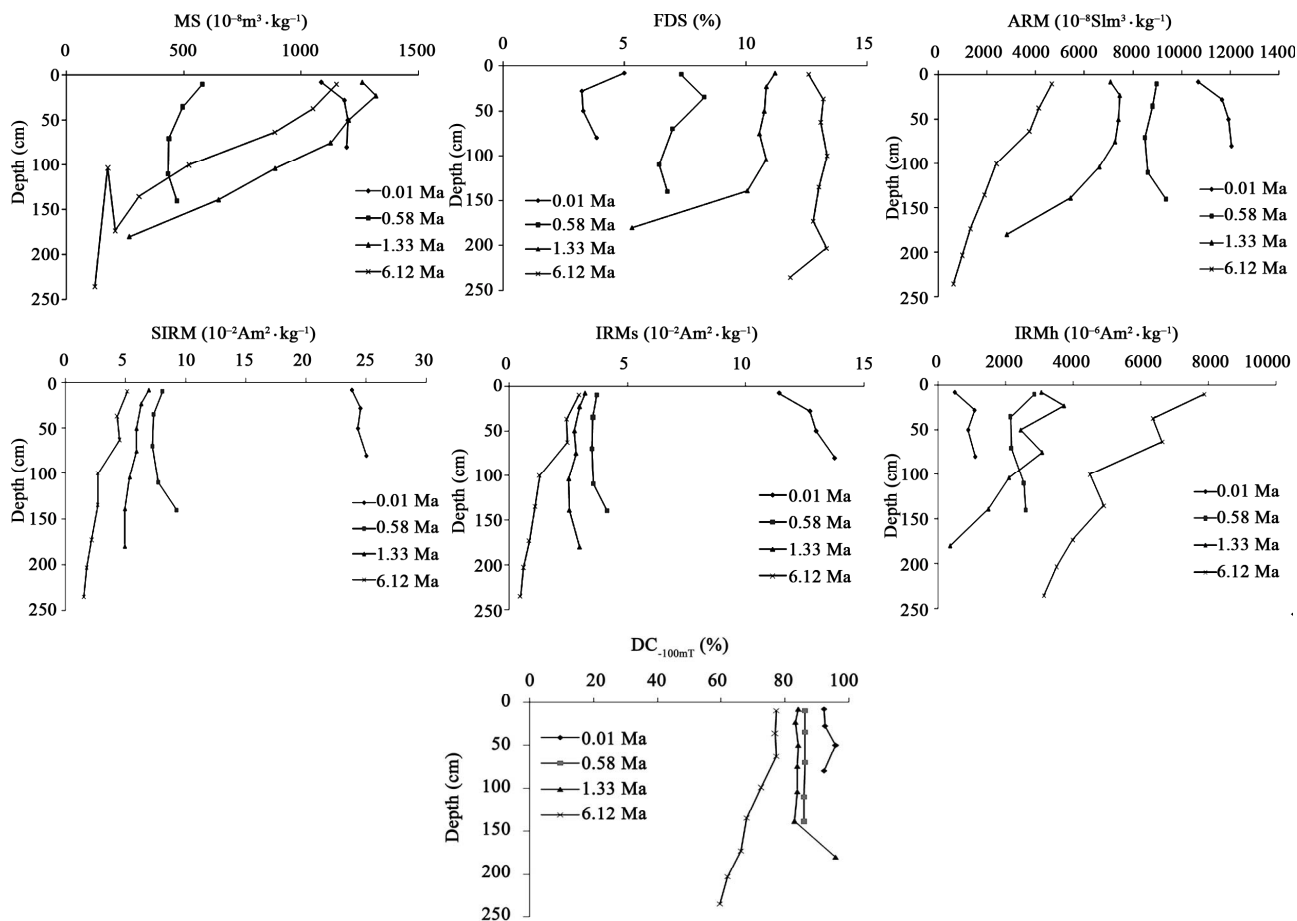 MS (10⁻⁸m³·kg⁻¹)
0 500 1000 1500
0
50
100
150
200
250
Depth (cm)
0.01 Ma
0.58 Ma
1.33 Ma
6.12 Ma
FDS (%)
0 5 10 15
0
50
100
150
200
250
Depth (cm)
0.01 Ma
0.58 Ma
1.33 Ma
6.12 Ma
ARM (10⁻⁸SIm³·kg⁻¹)
0 2000 4000 6000 8000 10000 12000 1400
0
50
100
150
200
250
Depth (cm)
0.01 Ma
0.58 Ma
1.33 Ma
6.12 Ma
SIRM (10⁻²Am²·kg⁻¹)
0 5 10 15 20 25 30
0
50
100
150
200
250
Depth (cm)
0.01 Ma
0.58 Ma
1.33 Ma
6.12 Ma
IRMs (10⁻²Am²·kg⁻¹)
0 5 10 15
0
50
100
150
200
250
Depth (cm)
0.01 Ma
0.58 Ma
1.33 Ma
6.12 Ma
IRMh (10⁻⁶Am²·kg⁻¹)
0 2000 4000 6000 8000 10000
0
50
100
150
200
250
Depth (cm)
0.01 Ma
0.58 Ma
1.33 Ma
6.12 Ma
DC₋₁₀₀mT (%)
0 20 40 60 80 100
0
50
100
150
200
250
Depth (cm)
0.01 Ma
0.58 Ma
1.33 Ma
6.12 Ma